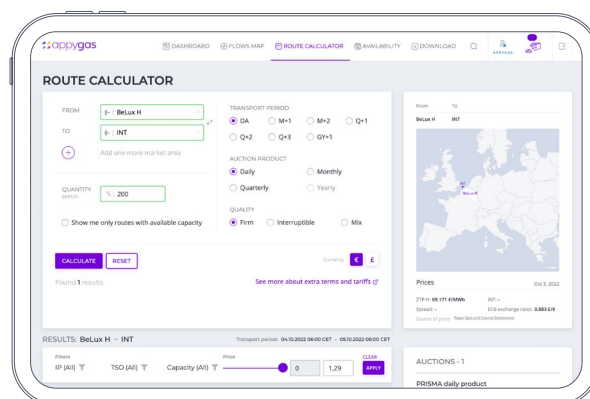 appygas
DASHBOARD
FLOWS MAP
ROUTE CALCULATOR
AVAILABILITY
DOWNLOAD
APPYGAS
ROUTE CALCULATOR
FROM
BeLux H
TO
INT
Add one more market area
QUANTITY
200
Show me only routes with available capacity
TRANSPORT PERIOD
DA M+1 M+2 Q+1
Q+2 Q+3 GY+1
AUCTION PRODUCT
Daily Monthly
Quarterly Yearly
QUALITY
Firm Interruptible Mix
CALCULATE RESET
Currency € £
Found 1 results
See more about extra terms and tariffs
From To
BeLux H INT
INT
BeLux H
Prices Oct 3, 2022
ZTP H: 69.171 €/MWh INT: -
Spread: - ECB exchange rates: 0,883 £/€
Source of price:
RESULTS: BeLux H - INT
Transport period: 04.10.2022 06:00 CET - 05.10.2022 06:00 CET
Filters
IP (All) TSO (All) Capacity (All)
Price
0 1,29
CLEAR
APPLY
AUCTIONS - 1
PRISMA daily product